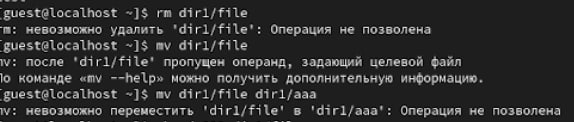 [guest@localhost ~]$ rm dir1/file
rm: невозможно удалить 'dir1/file': Операция не позволена
[guest@localhost ~]$ mv dir1/file
mv: после 'dir1/file' пропущен операнд, задающий целевой файл
По команде «mv --help» можно получить дополнительную информацию.
[guest@localhost ~]$ mv dir1/file dir1/aaa
mv: невозможно переместить 'dir1/file' в 'dir1/aaa': Операция не позволена